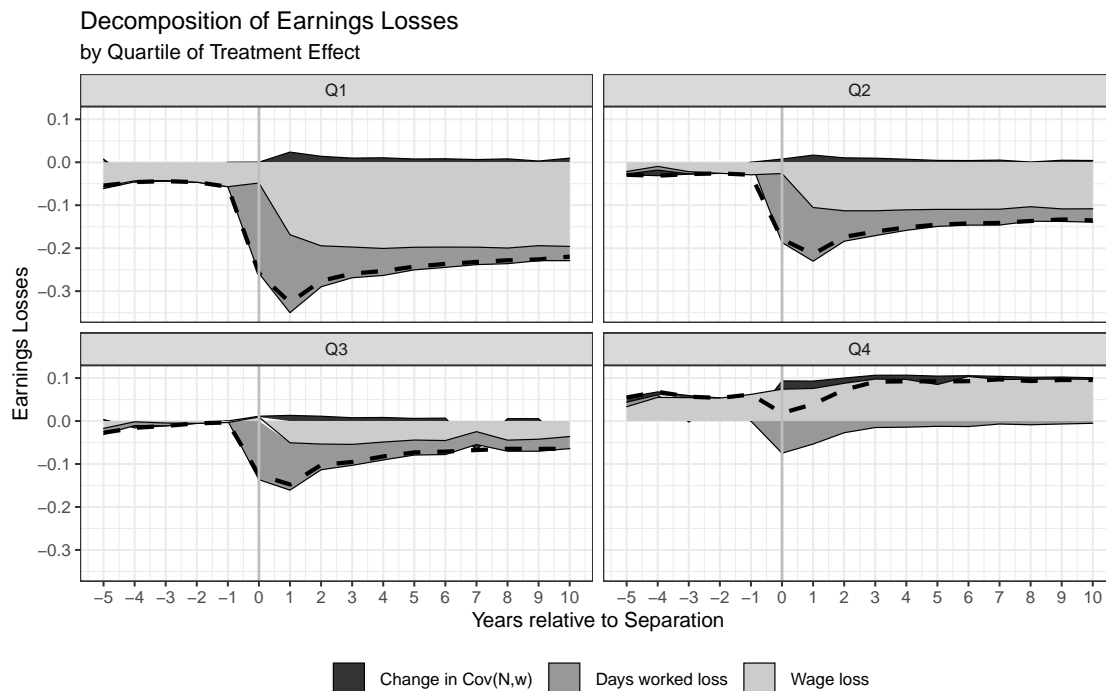 Decomposition of Earnings Losses
by Quartile of Treatment Effect
Q1
Q2
0.1
0.0
−0.1
−0.2
−0.3
Q3
Q4
0.1
0.0
−0.1
−0.2
−0.3
Earnings Losses
−5 −4 −3 −2 −1 0 1 2 3 4 5 6 7 8 9 10
−5 −4 −3 −2 −1 0 1 2 3 4 5 6 7 8 9 10
Years relative to Separation
Change in Cov(N,w) Days worked loss Wage loss